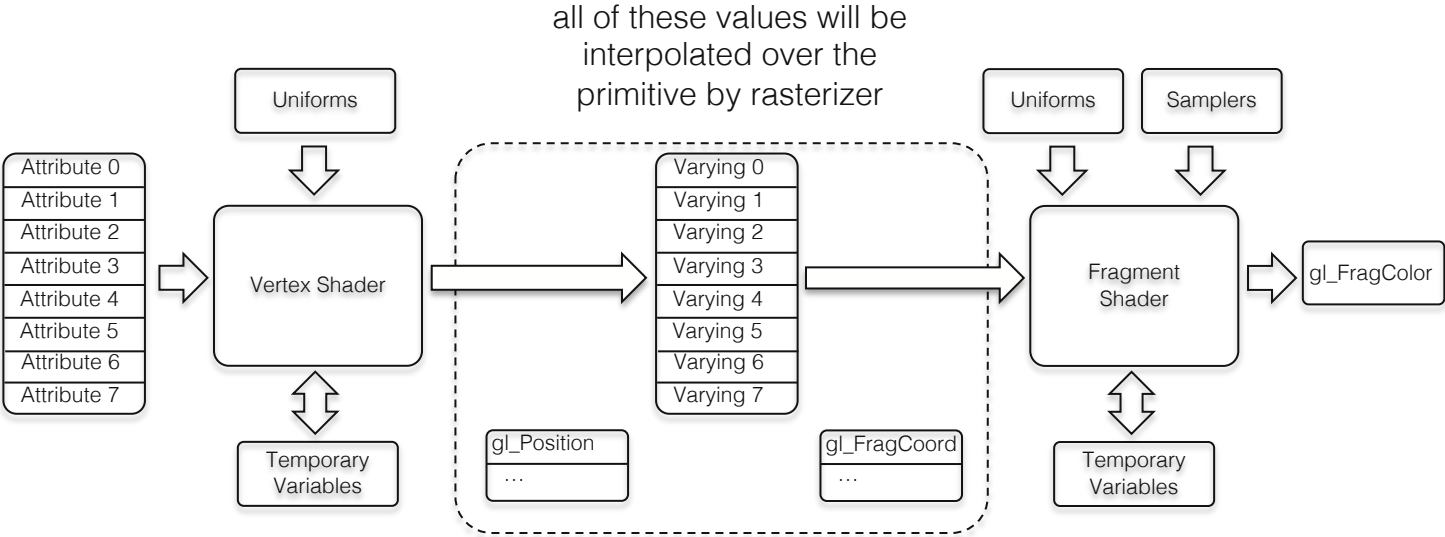 all of these values will be
interpolated over the
primitive by rasterizer
Uniforms
Uniforms
Samplers
Attribute 0
Attribute 1
Attribute 2
Attribute 3
Attribute 4
Attribute 5
Attribute 6
Attribute 7
Vertex Shader
Temporary
Variables
Varying 0
Varying 1
Varying 2
Varying 3
Varying 4
Varying 5
Varying 6
Varying 7
gl_Position
...
gl_FragCoord
...
Fragment
Shader
Temporary
Variables
gl_FragColor